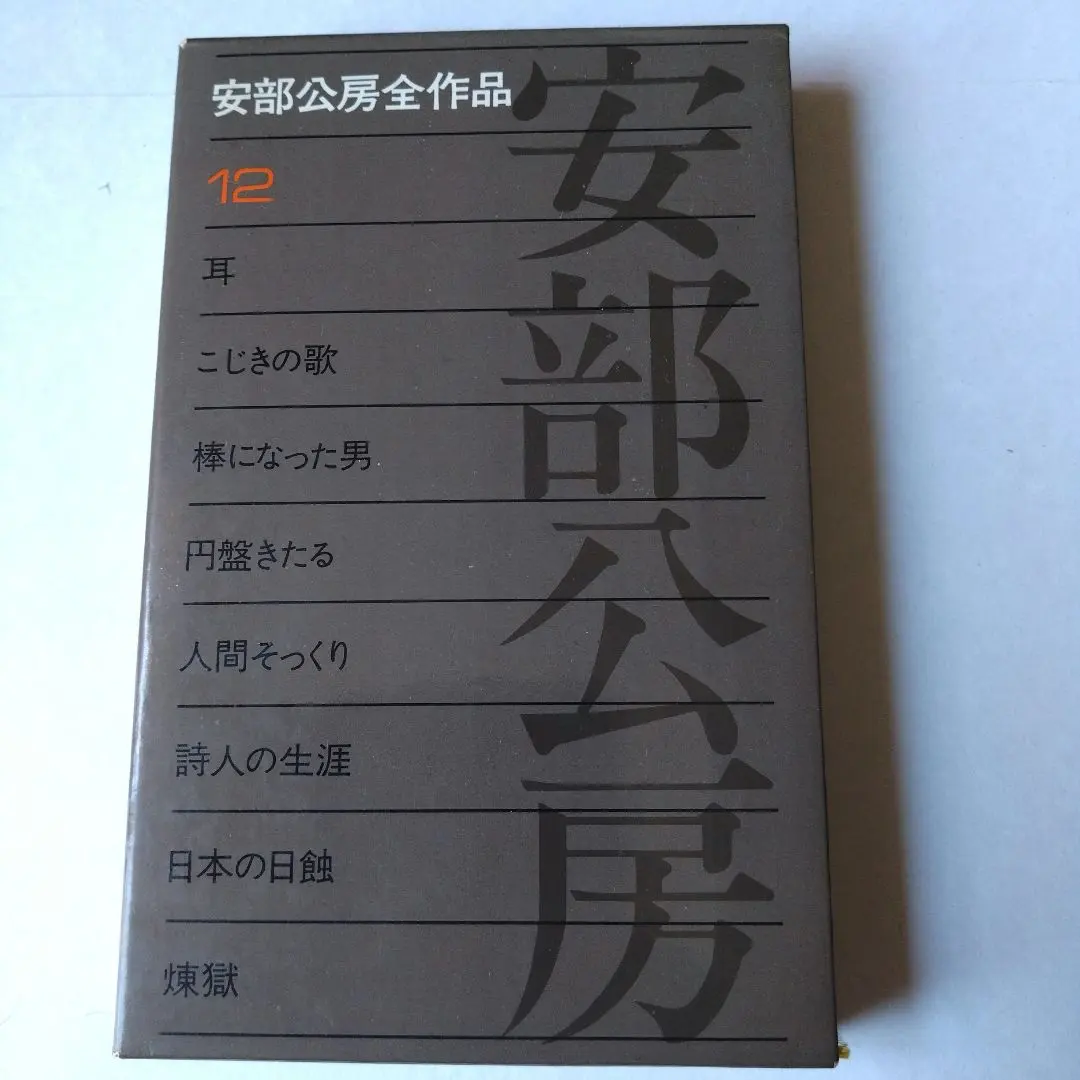 安部公房全作品
12
耳
こじきの歌
棒になった男
円盤きたる
人間そっくり
詩人の生涯
日本の日蝕
煉獄
安部公房